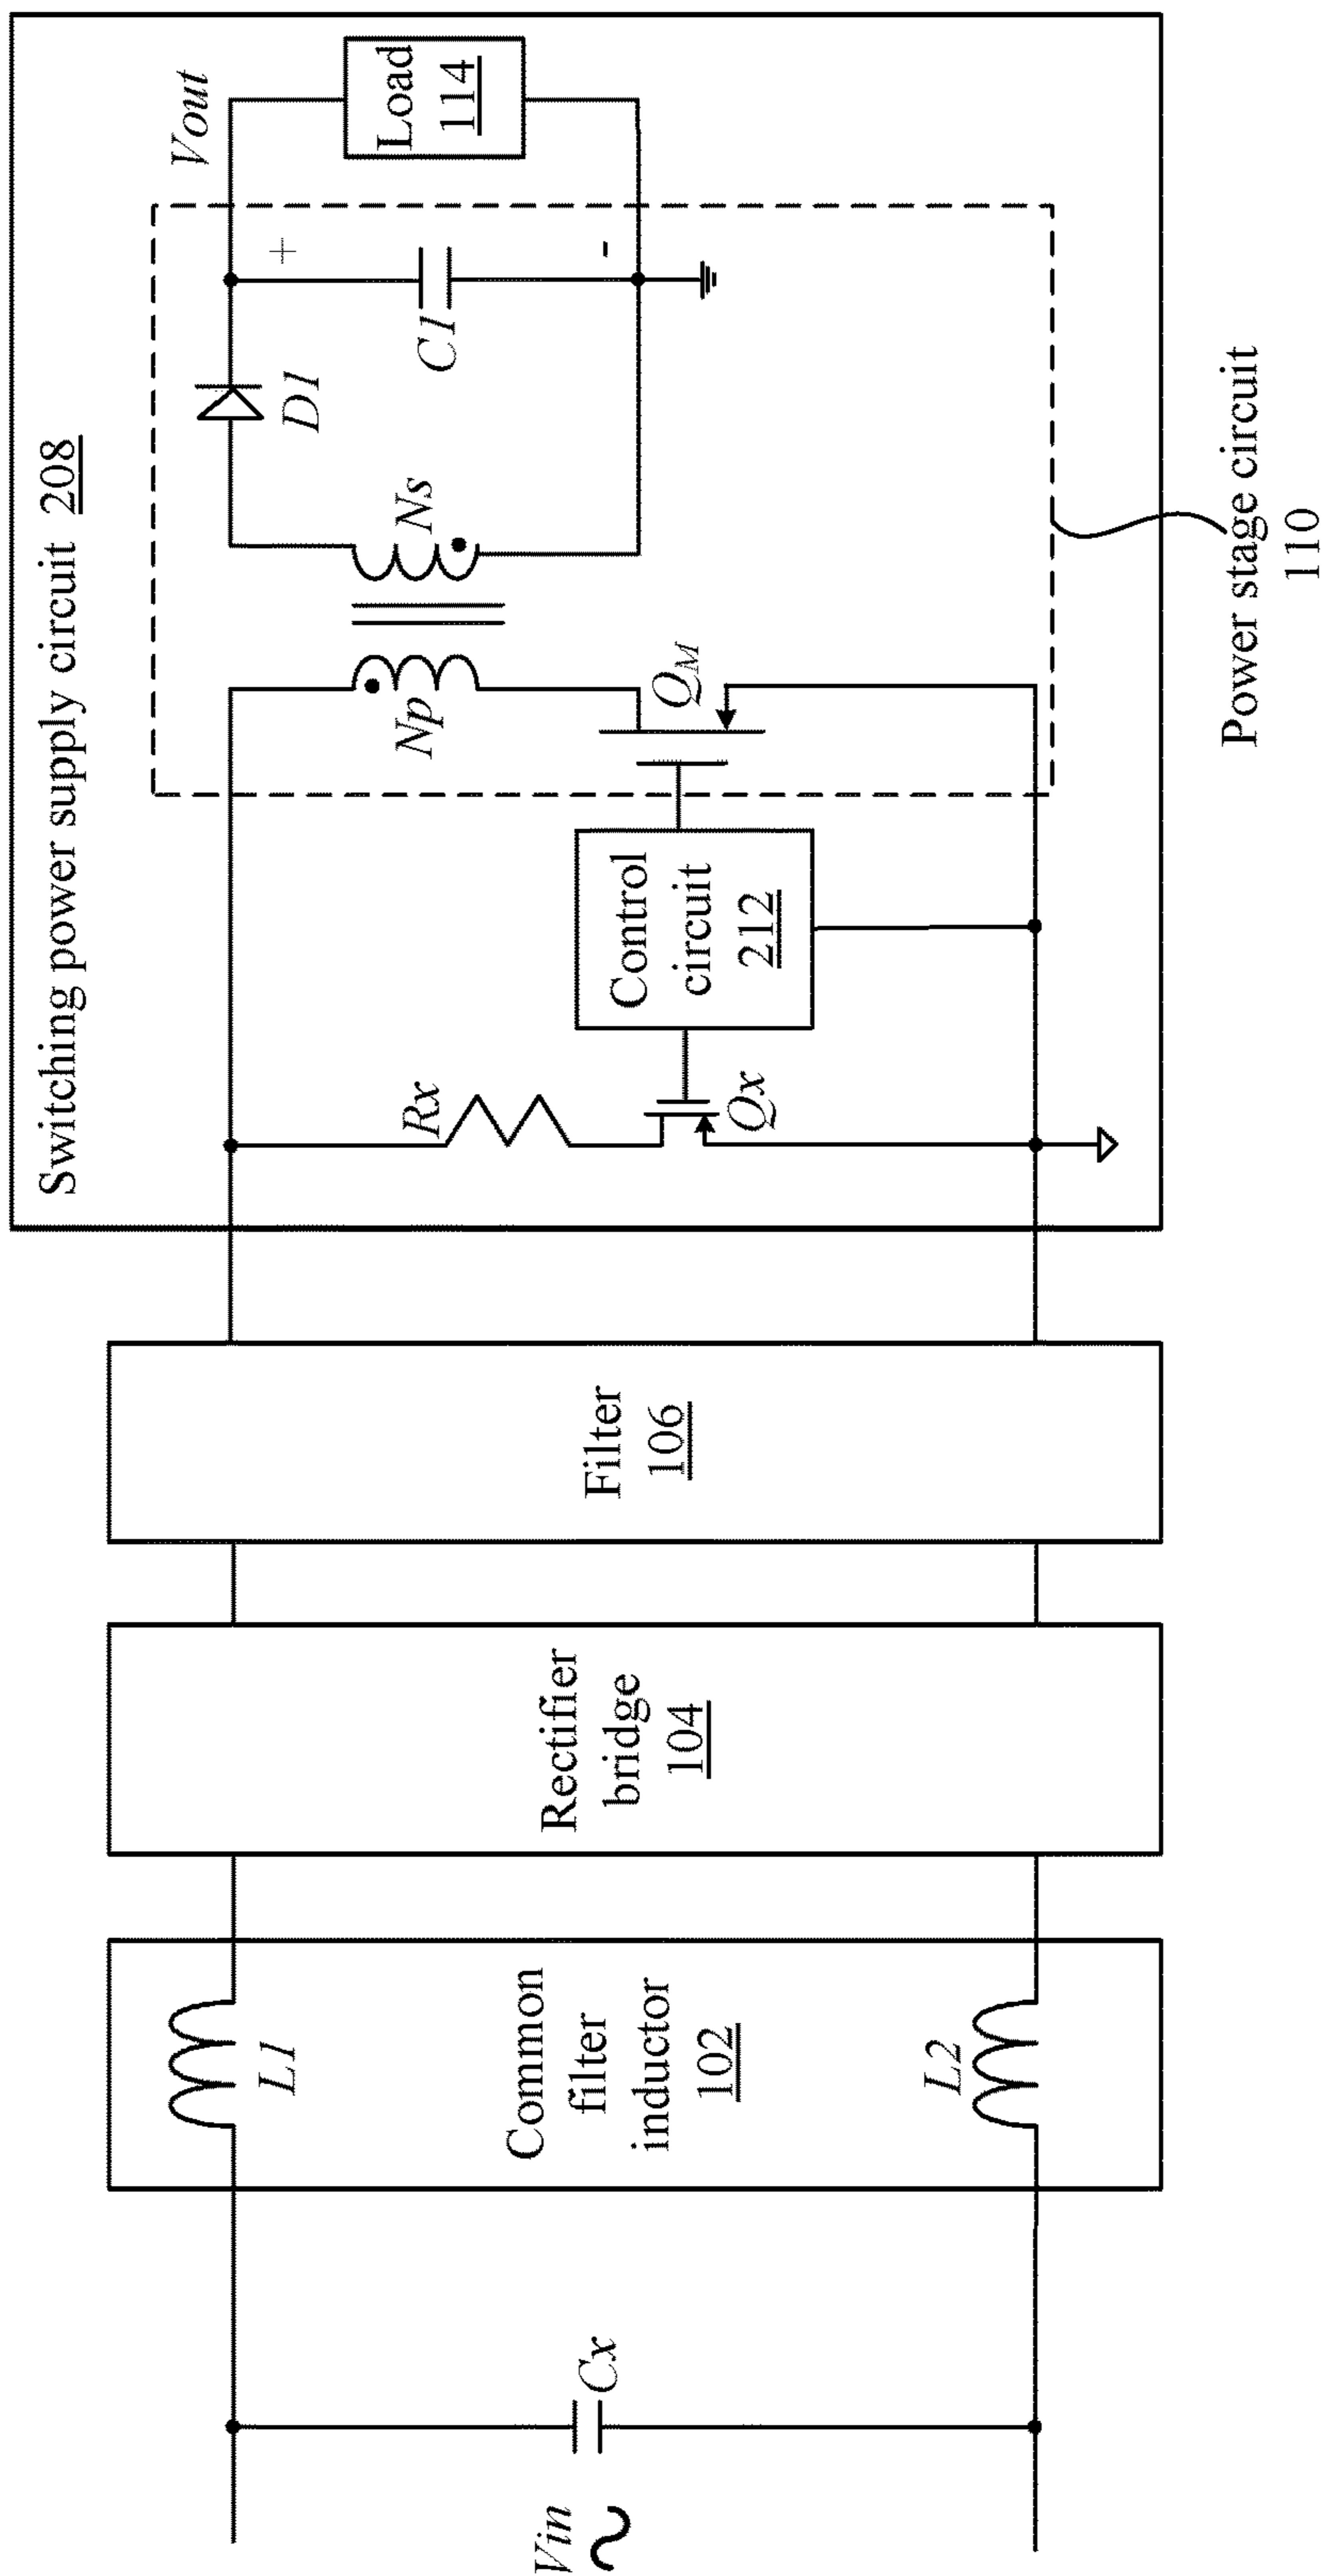 Vin
Cx
L1
Common
filter
inductor
102
L2
Rectifier
bridge
104
Filter
106
Switching power supply circuit 208
Rx
Qx
Control
circuit
212
Np
QM
Ns
D1
C1
+
-
Vout
Load
114
Power stage circuit
110